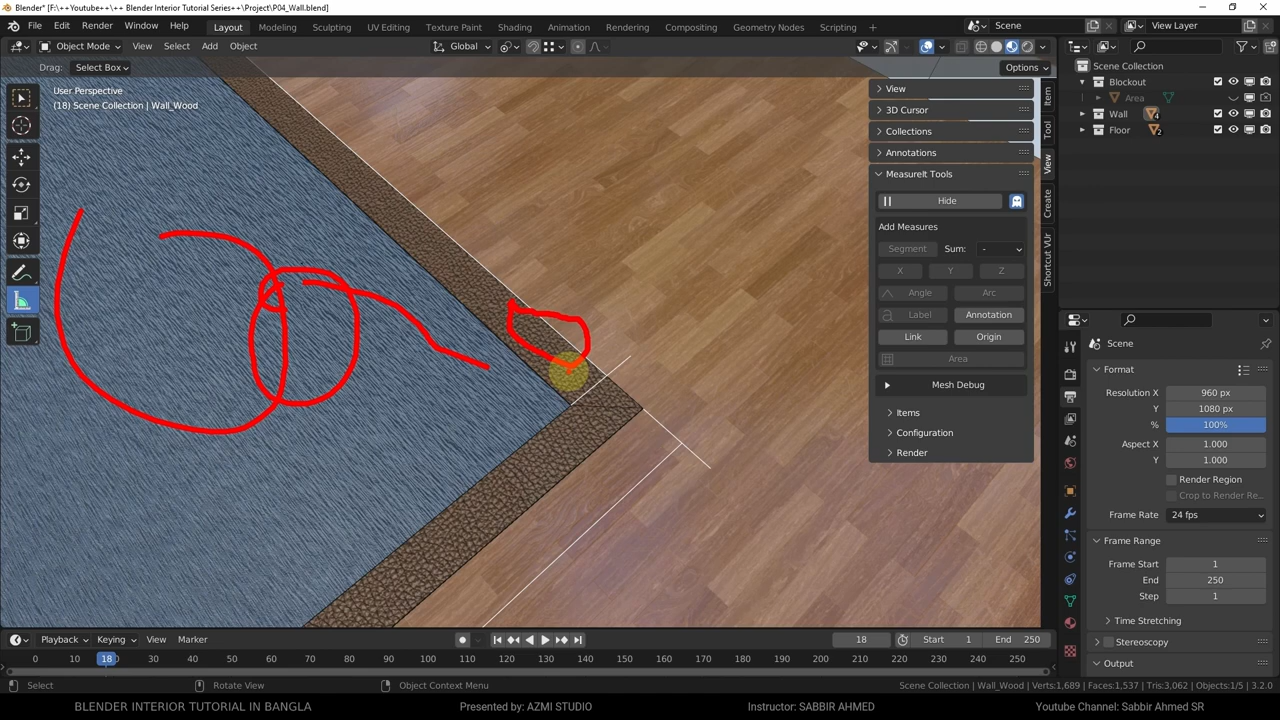 Blender* [F:\++Youtube\++ Blender Interior Tutorial Series++\Project\P04_Wall.blend]
File Edit Render Window Help Layout Modeling Sculpting UV Editing Texture Paint Shading Animation Rendering Compositing Geometry Nodes Scripting Scene View Layer
Object Mode View Select Add Object Global
Drag: Select Box Options
User Perspective
(18) Scene Collection | Wall_Wood
View
3D Cursor
Collections
Annotations
MeasureIt Tools
Hide
Add Measures
Segment Sum: -
X Y Z
Angle Arc
Label Annotation
Link Origin
Area
Mesh Debug
Items
Configuration
Render
Item
Tool
View
Create
Shortcut VUr
Scene Collection
Blockout
Area
Wall 4
Floor 2
Scene
Format
Resolution X 960 px
Y 1080 px
% 100%
Aspect X 1.000
Y 1.000
Render Region
Crop to Render Re...
Frame Rate 24 fps
Frame Range
Frame Start 1
End 250
Step 1
Time Stretching
Stereoscopy
Output
Playback Keying View Marker 18 Start 1 End 250
0 10 18 30 40 50 60 70 80 90 100 110 120 130 140 150 160 170 180 190 200 210 220 230 240 250
Select Rotate View Object Context Menu Scene Collection | Wall_Wood | Verts:1,689 | Faces:1,537 | Tris:3,062 | Objects:1/5 | 3.2.0
BLENDER INTERIOR TUTORIAL IN BANGLA Presented by: AZMI STUDIO Instructor: SABBIR AHMED Youtube Channel: Sabbir Ahmed SR